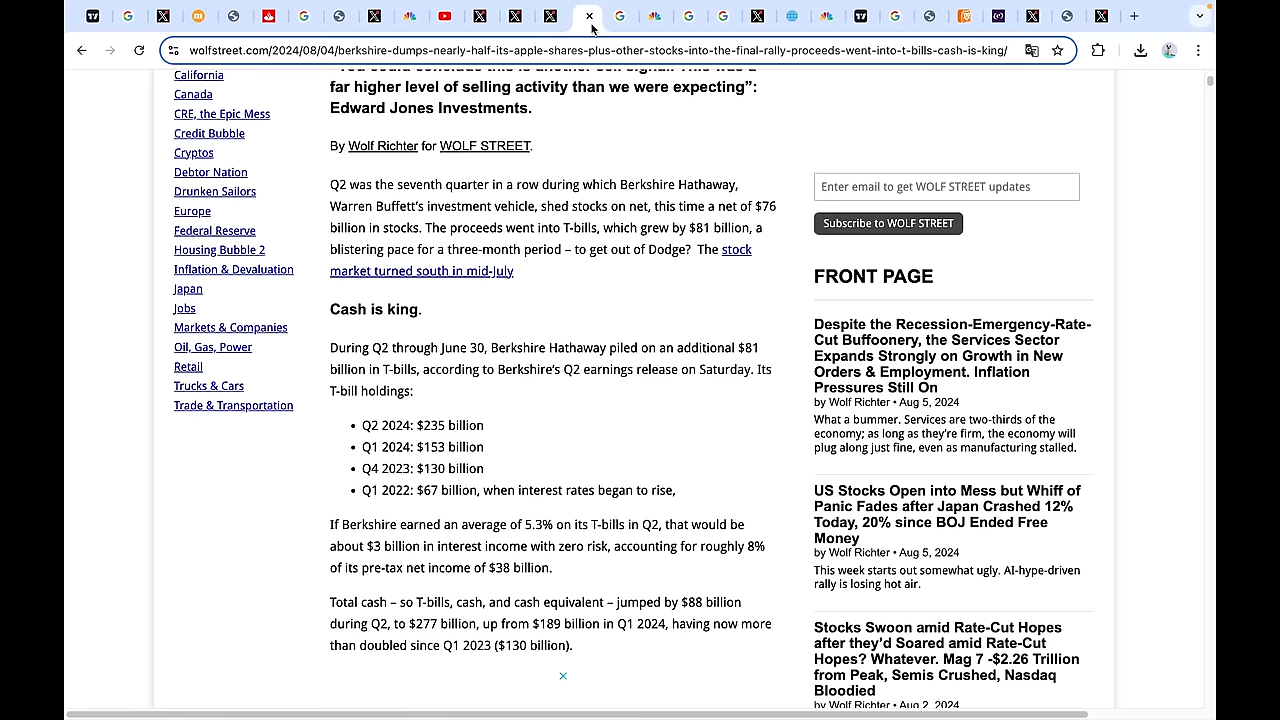 wolfstreet.com/2024/08/04/berkshire-dumps-nearly-half-its-apple-shares-plus-other-stocks-into-the-final-rally-proceeds-went-into-t-bills-cash-is-king/
California
Canada
CRE, the Epic Mess
Credit Bubble
Cryptos
Debtor Nation
Drunken Sailors
Europe
Federal Reserve
Housing Bubble 2
Inflation & Devaluation
Japan
Jobs
Markets & Companies
Oil, Gas, Power
Retail
Trucks & Cars
Trade & Transportation
far higher level of selling activity than we were expecting”:
Edward Jones Investments.
By Wolf Richter for WOLF STREET.
Q2 was the seventh quarter in a row during which Berkshire Hathaway,
Warren Buffett’s investment vehicle, shed stocks on net, this time a net of $76
billion in stocks. The proceeds went into T-bills, which grew by $81 billion, a
blistering pace for a three-month period – to get out of Dodge? The stock
market turned south in mid-July
Cash is king.
During Q2 through June 30, Berkshire Hathaway piled on an additional $81
billion in T-bills, according to Berkshire’s Q2 earnings release on Saturday. Its
T-bill holdings:
• Q2 2024: $235 billion
• Q1 2024: $153 billion
• Q4 2023: $130 billion
• Q1 2022: $67 billion, when interest rates began to rise,
If Berkshire earned an average of 5.3% on its T-bills in Q2, that would be
about $3 billion in interest income with zero risk, accounting for roughly 8%
of its pre-tax net income of $38 billion.
Total cash – so T-bills, cash, and cash equivalent – jumped by $88 billion
during Q2, to $277 billion, up from $189 billion in Q1 2024, having now more
than doubled since Q1 2023 ($130 billion).
Enter email to get WOLF STREET updates
Subscribe to WOLF STREET
FRONT PAGE
Despite the Recession-Emergency-Rate-
Cut Buffoonery, the Services Sector
Expands Strongly on Growth in New
Orders & Employment. Inflation
Pressures Still On
by Wolf Richter • Aug 5, 2024
What a bummer. Services are two-thirds of the
economy; as long as they’re firm, the economy will
plug along just fine, even as manufacturing stalled.
US Stocks Open into Mess but Whiff of
Panic Fades after Japan Crashed 12%
Today, 20% since BOJ Ended Free
Money
by Wolf Richter • Aug 5, 2024
This week starts out somewhat ugly. AI-hype-driven
rally is losing hot air.
Stocks Swoon amid Rate-Cut Hopes
after they’d Soared amid Rate-Cut
Hopes? Whatever. Mag 7 -$2.26 Trillion
from Peak, Semis Crushed, Nasdaq
Bloodied
by Wolf Richter • Aug 2, 2024